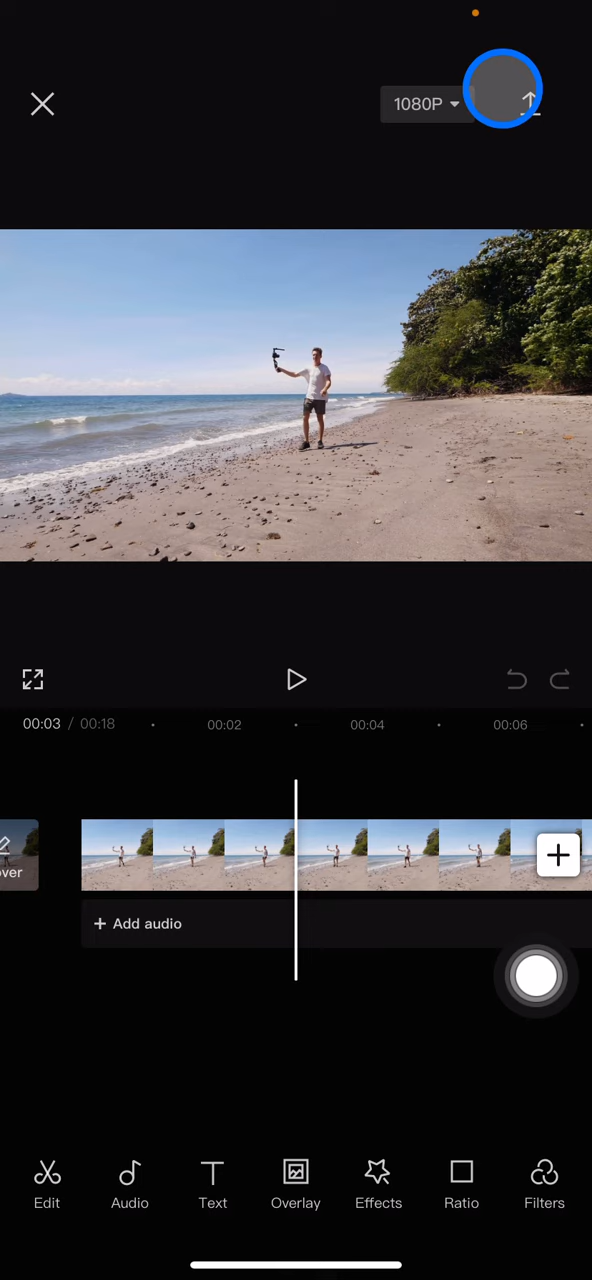 1080P
00:03 / 00:18
00:02
00:04
00:06
ver
+ Add audio
Edit
Audio
Text
Overlay
Effects
Ratio
Filters